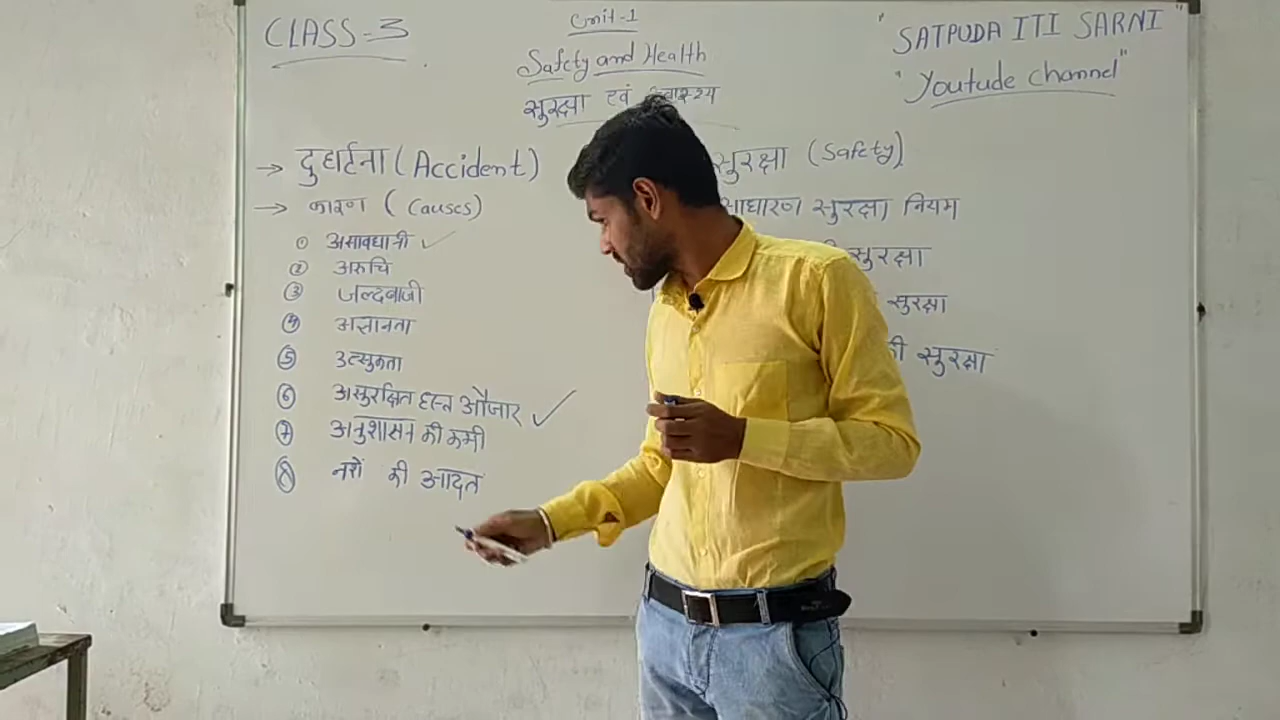 CLASS-3
Unit-1
Safety and Health
सुरक्षा एवं
"SATPUDA ITI SARNI"
"Youtude channel"
→ दुघर्टना (Accident)
→ कारण (Causes)
① असावधानी ✓
② अरुचि
③ जल्दबाजी
④ अज्ञानता
⑤ उत्सुकता
⑥ असुरक्षित हस्त औजार ✓
⑦ अनुशासन की कमी
⑧ नशे की आदत
सुरक्षा (Safety)
साधारण सुरक्षा नियम
सुरक्षा
सुरक्षा
की सुरक्षा